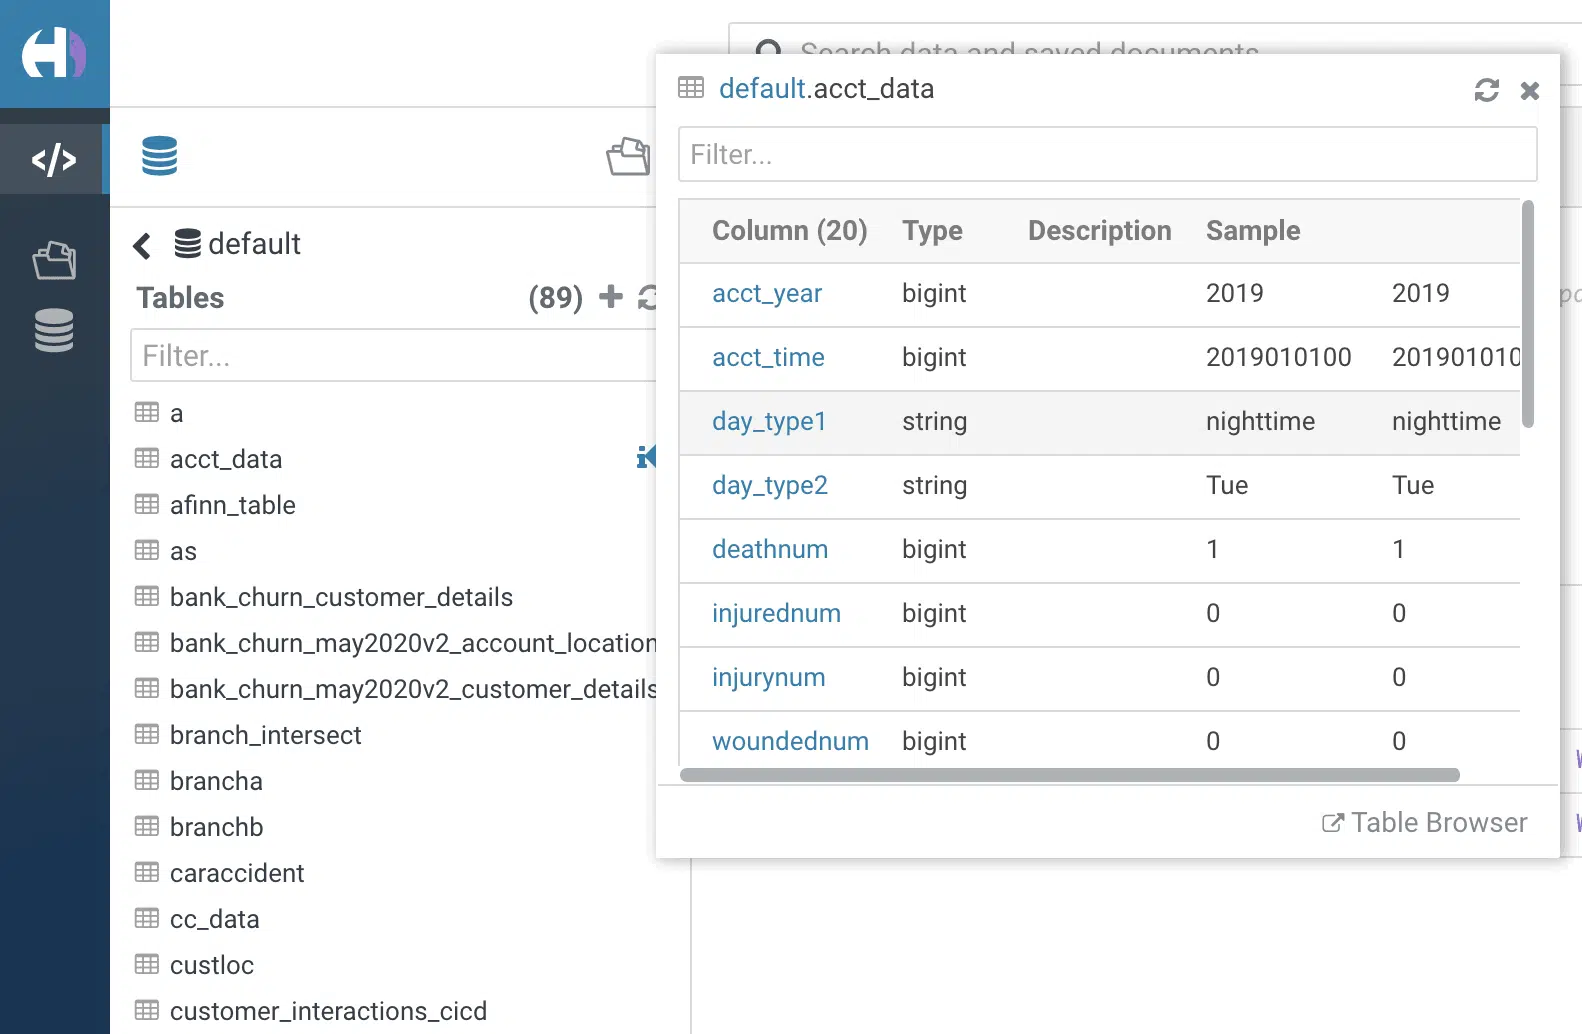 Search data and saved documents
</>
default
Tables (89)
Filter...
a
acct_data
afinn_table
as
bank_churn_customer_details
bank_churn_may2020v2_account_location
bank_churn_may2020v2_customer_details
branch_intersect
brancha
branchb
caraccident
cc_data
custloc
customer_interactions_cicd
default.acct_data
Filter...
Column (20) Type Description Sample
acct_year bigint 2019 2019
acct_time bigint 2019010100 201901010
day_type1 string nighttime nighttime
day_type2 string Tue Tue
deathnum bigint 1 1
injurednum bigint 0 0
injurynum bigint 0 0
woundednum bigint 0 0
Table Browser